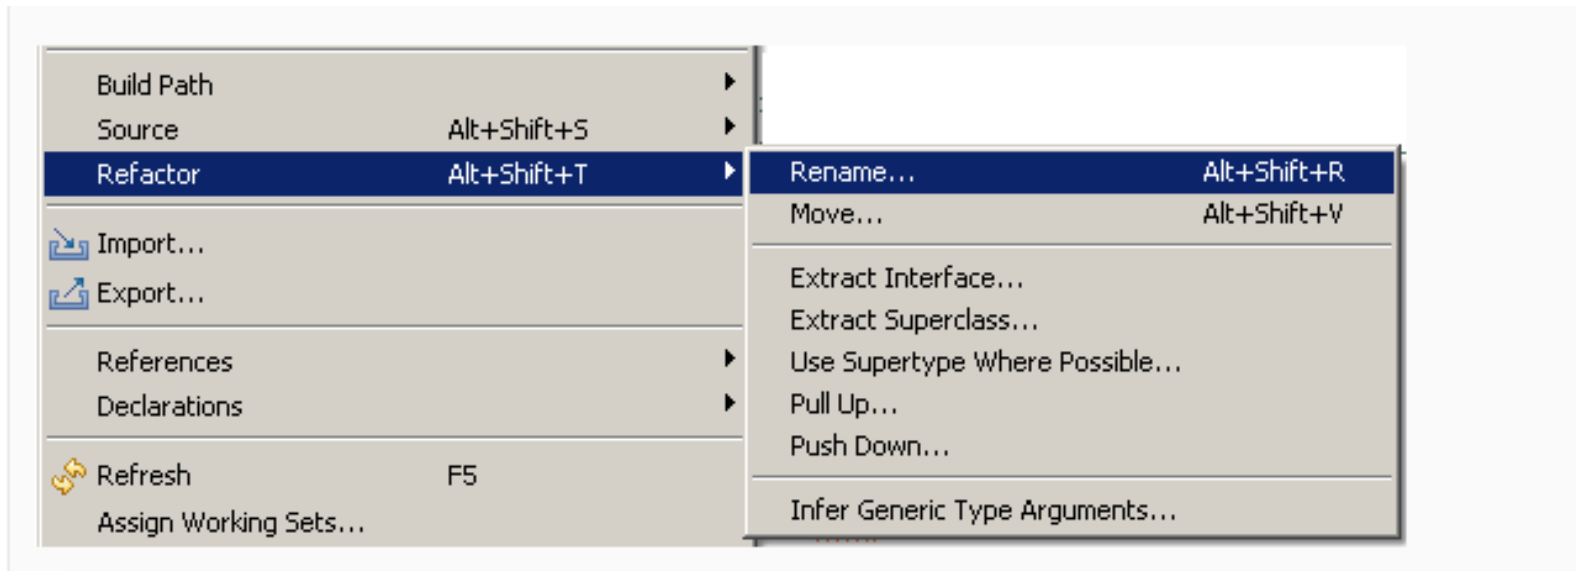 Build Path
Source Alt+Shift+S
Refactor Alt+Shift+T
Import...
Export...
References
Declarations
Refresh F5
Assign Working Sets...
Rename... Alt+Shift+R
Move... Alt+Shift+V
Extract Interface...
Extract Superclass...
Use Supertype Where Possible...
Pull Up...
Push Down...
Infer Generic Type Arguments...